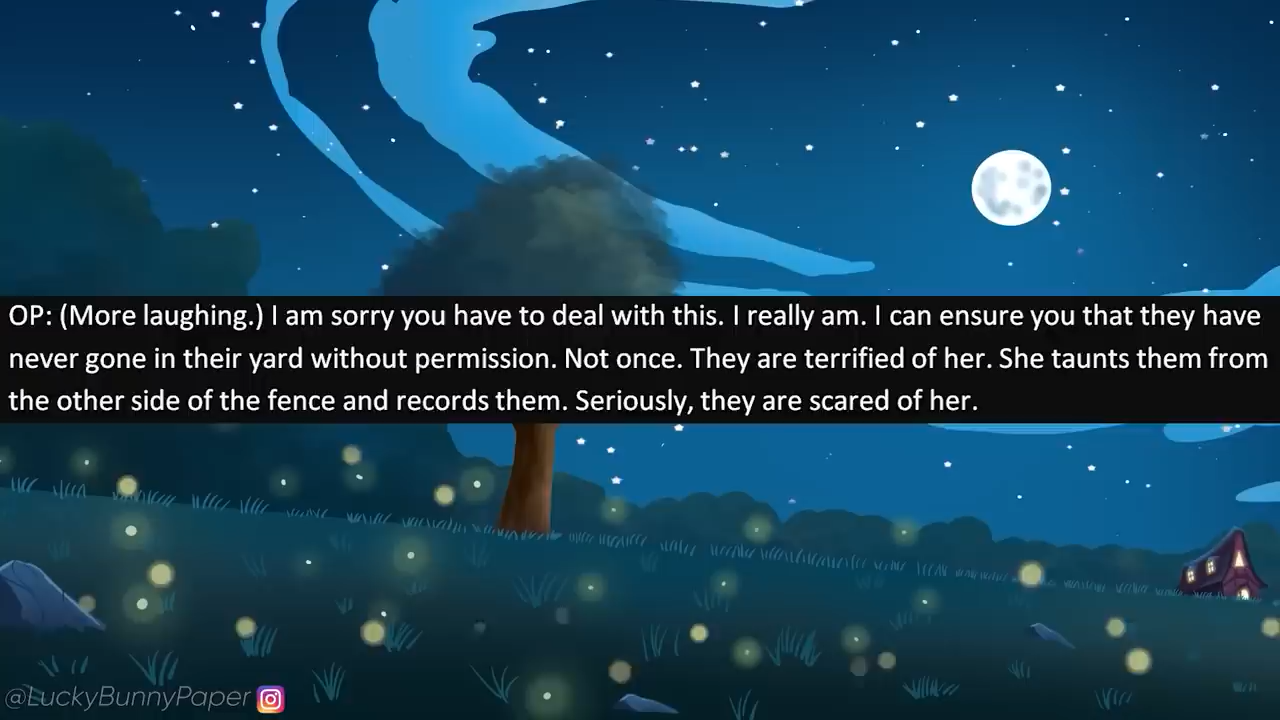 OP: (More laughing.) I am sorry you have to deal with this. I really am. I can ensure you that they have
never gone in their yard without permission. Not once. They are terrified of her. She taunts them from
the other side of the fence and records them. Seriously, they are scared of her.
@LuckyBunnyPaper